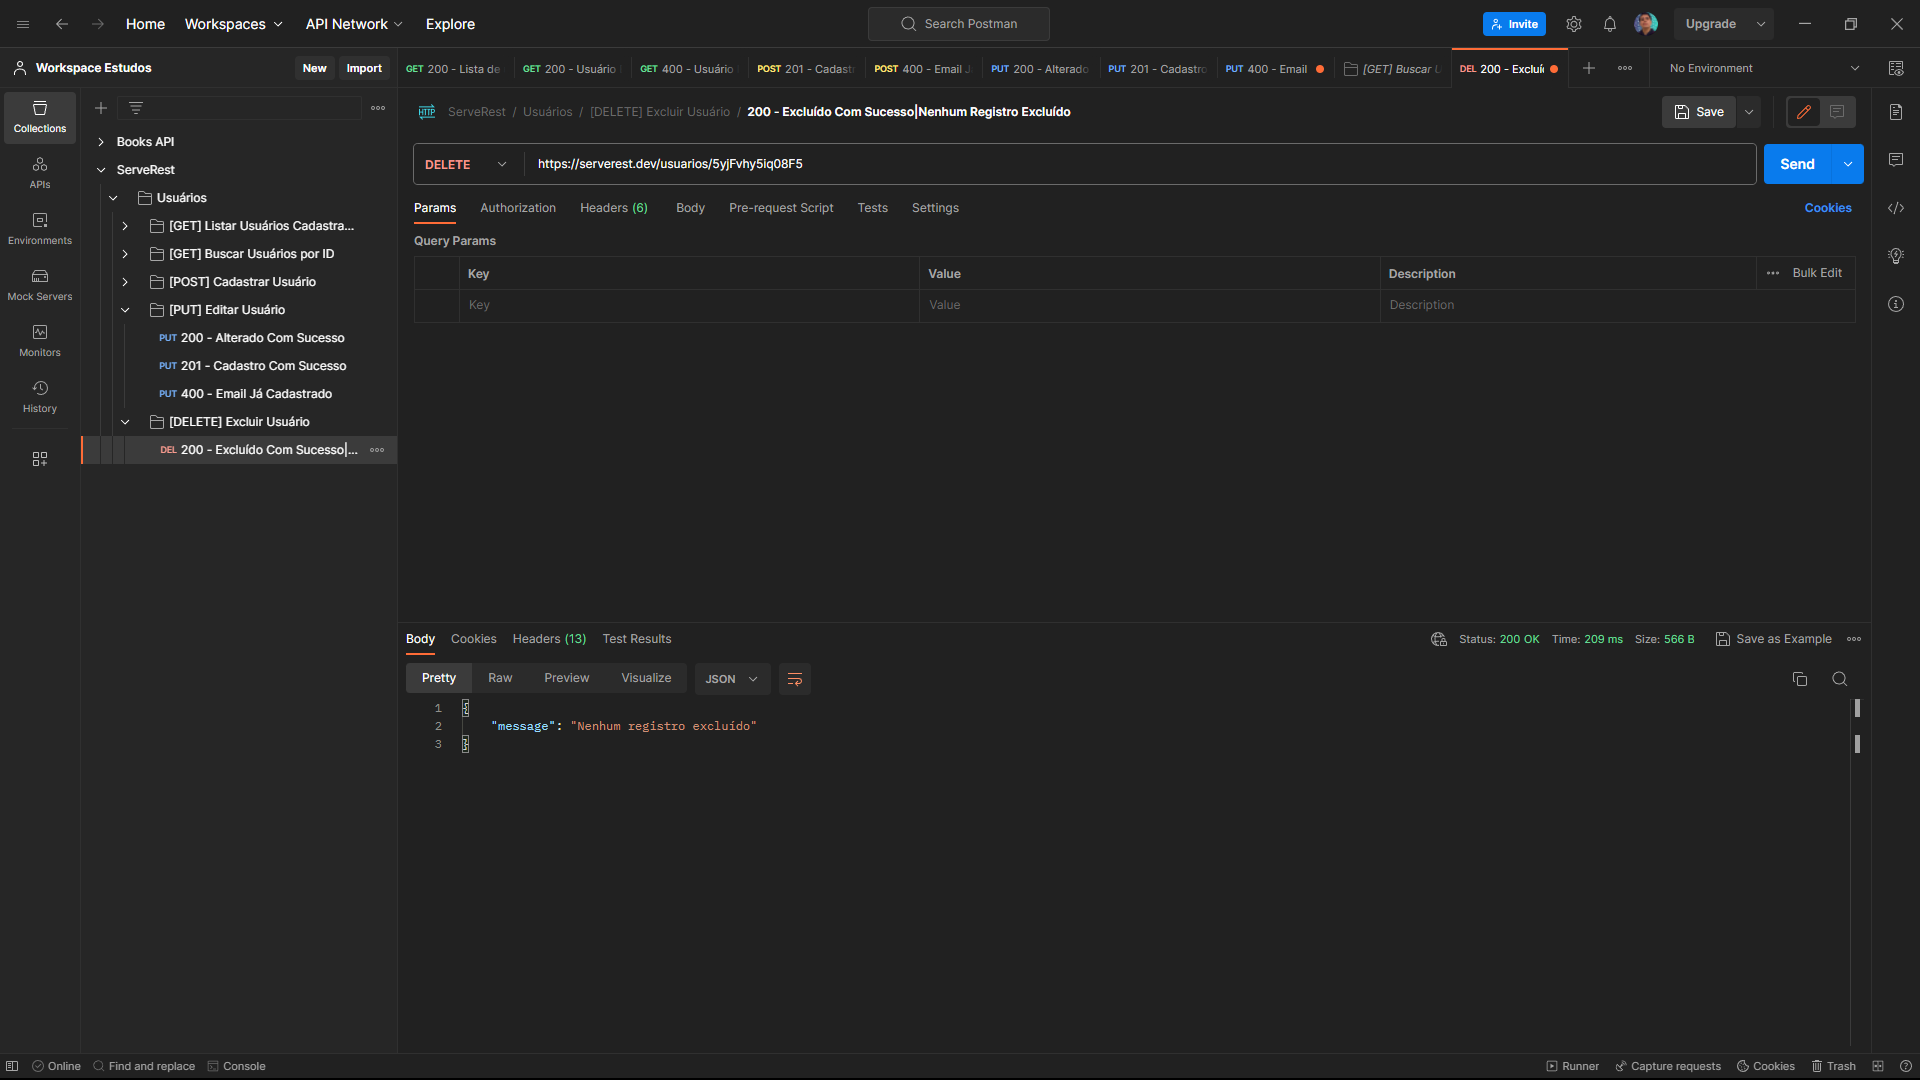 Home Workspaces API Network Explore Search Postman Invite Upgrade
Workspace Estudos New Import
GET 200 - Lista de GET 200 - Usuário GET 400 - Usuário POST 201 - Cadast POST 400 - Email J PUT 200 - Alterado PUT 201 - Cadastro PUT 400 - Email [GET] Buscar U DEL 200 - Excluí No Environment
Collections
APIs
Environments
Mock Servers
Monitors
History
Books API
ServeRest
Usuários
[GET] Listar Usuários Cadastra...
[GET] Buscar Usuários por ID
[POST] Cadastrar Usuário
[PUT] Editar Usuário
PUT 200 - Alterado Com Sucesso
PUT 201 - Cadastro Com Sucesso
PUT 400 - Email Já Cadastrado
[DELETE] Excluir Usuário
DEL 200 - Excluído Com Sucesso|...
HTTP ServeRest / Usuários / [DELETE] Excluir Usuário / 200 - Excluído Com Sucesso|Nenhum Registro Excluído Save
DELETE https://serverest.dev/usuarios/5yjFvhy5iq08F5 Send
Params Authorization Headers (6) Body Pre-request Script Tests Settings Cookies
Query Params
Key Value Description Bulk Edit
Key Value Description
Body Cookies Headers (13) Test Results Status: 200 OK Time: 209 ms Size: 566 B Save as Example
Pretty Raw Preview Visualize JSON
1 {
2 "message": "Nenhum registro excluído"
3 }
Online Find and replace Console Runner Capture requests Cookies Trash